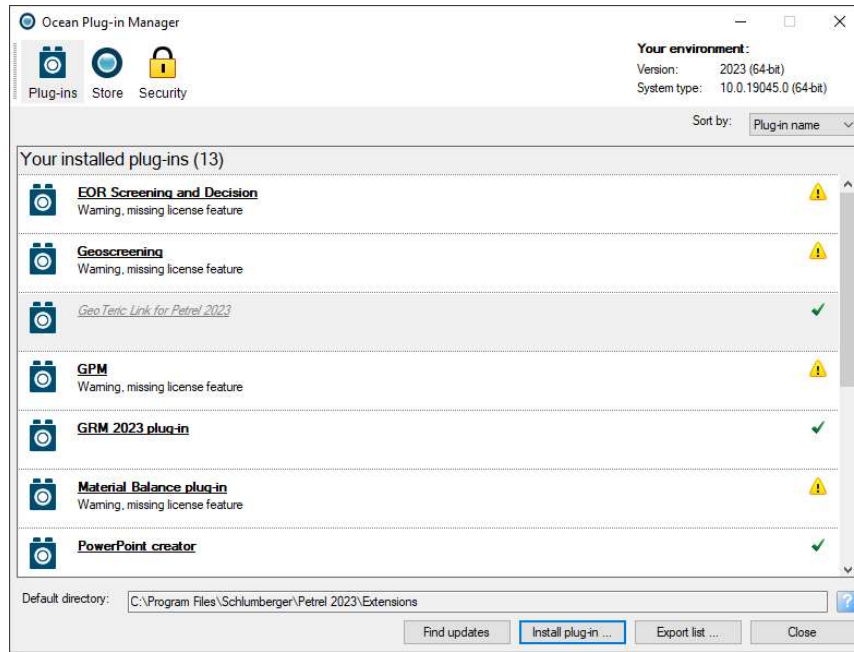 Ocean Plug-in Manager
Plug-ins Store Security
Your environment:
Version: 2023 (64-bit)
System type: 10.0.19045.0 (64-bit)
Sort by: Plug-in name
Your installed plug-ins (13)
EOR Screening and Decision
Warning, missing license feature
Geoscreening
Warning, missing license feature
GeoTeric Link for Petrel 2023
GPM
Warning, missing license feature
GRM 2023 plug-in
Material Balance plug-in
Warning, missing license feature
PowerPoint creator
Default directory: C:\Program Files\Schlumberger\Petrel 2023\Extensions
Find updates Install plug-in ... Export list ... Close